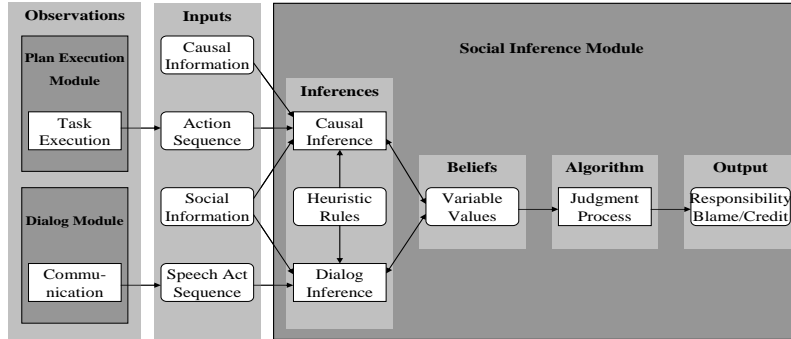 Observations
Plan Execution
Module
Task
Execution
Dialog Module
Commu-
nication
Inputs
Causal
Information
Action
Sequence
Social
Information
Speech Act
Sequence
Social Inference Module
Inferences
Causal
Inference
Heuristic
Rules
Dialog
Inference
Beliefs
Variable
Values
Algorithm
Judgment
Process
Output
Responsibility
Blame/Credit